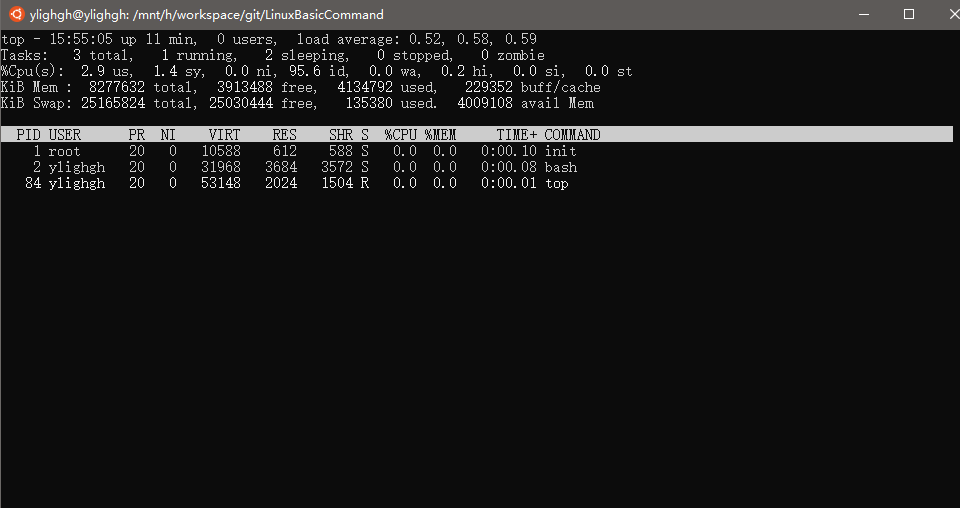 ylighgh@ylighgh: /mnt/h/workspace/git/LinuxBasicCommand
top - 15:55:05 up 11 min,  0 users,  load average: 0.52, 0.58, 0.59
Tasks:   3 total,   1 running,   2 sleeping,   0 stopped,   0 zombie
%Cpu(s):  2.9 us,  1.4 sy,  0.0 ni, 95.6 id,  0.0 wa,  0.2 hi,  0.0 si,  0.0 st
KiB Mem :  8277632 total,  3913488 free,  4134792 used,   229352 buff/cache
KiB Swap: 25165824 total, 25030444 free,   135380 used.  4009108 avail Mem
  PID USER      PR  NI    VIRT    RES    SHR S  %CPU %MEM     TIME+ COMMAND
    1 root      20   0   10588    612    588 S   0.0  0.0   0:00.10 init
    2 ylighgh   20   0   31968   3684   3572 S   0.0  0.0   0:00.08 bash
   84 ylighgh   20   0   53148   2024   1504 R   0.0  0.0   0:00.01 top